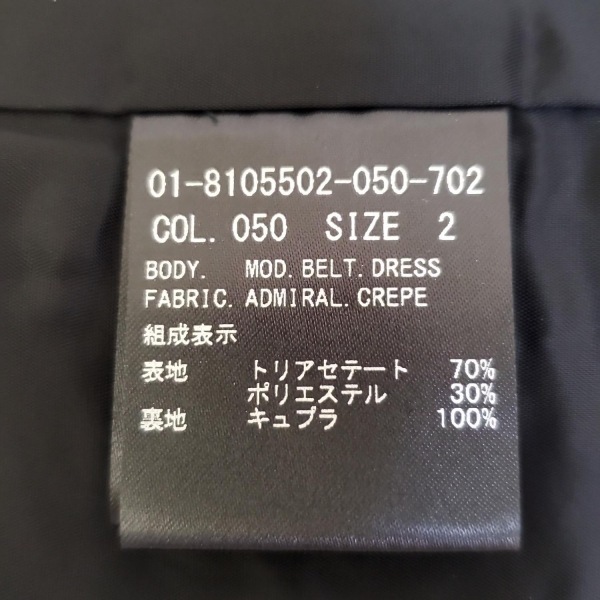 01-8105502-050-702
COL. 050 SIZE 2
BODY. MOD. BELT. DRESS
FABRIC. ADMIRAL. CREPE
組成表示
表地 トリアセテート 70%
ポリエステル 30%
裏地 キュプラ 100%